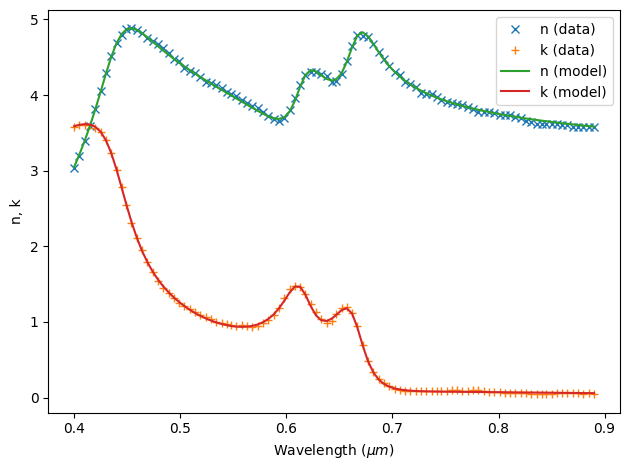 n (data)
k (data)
n (model)
k (model)
5
4
3
2
1
0
n, k
0.4 0.5 0.6 0.7 0.8 0.9
Wavelength (μm)